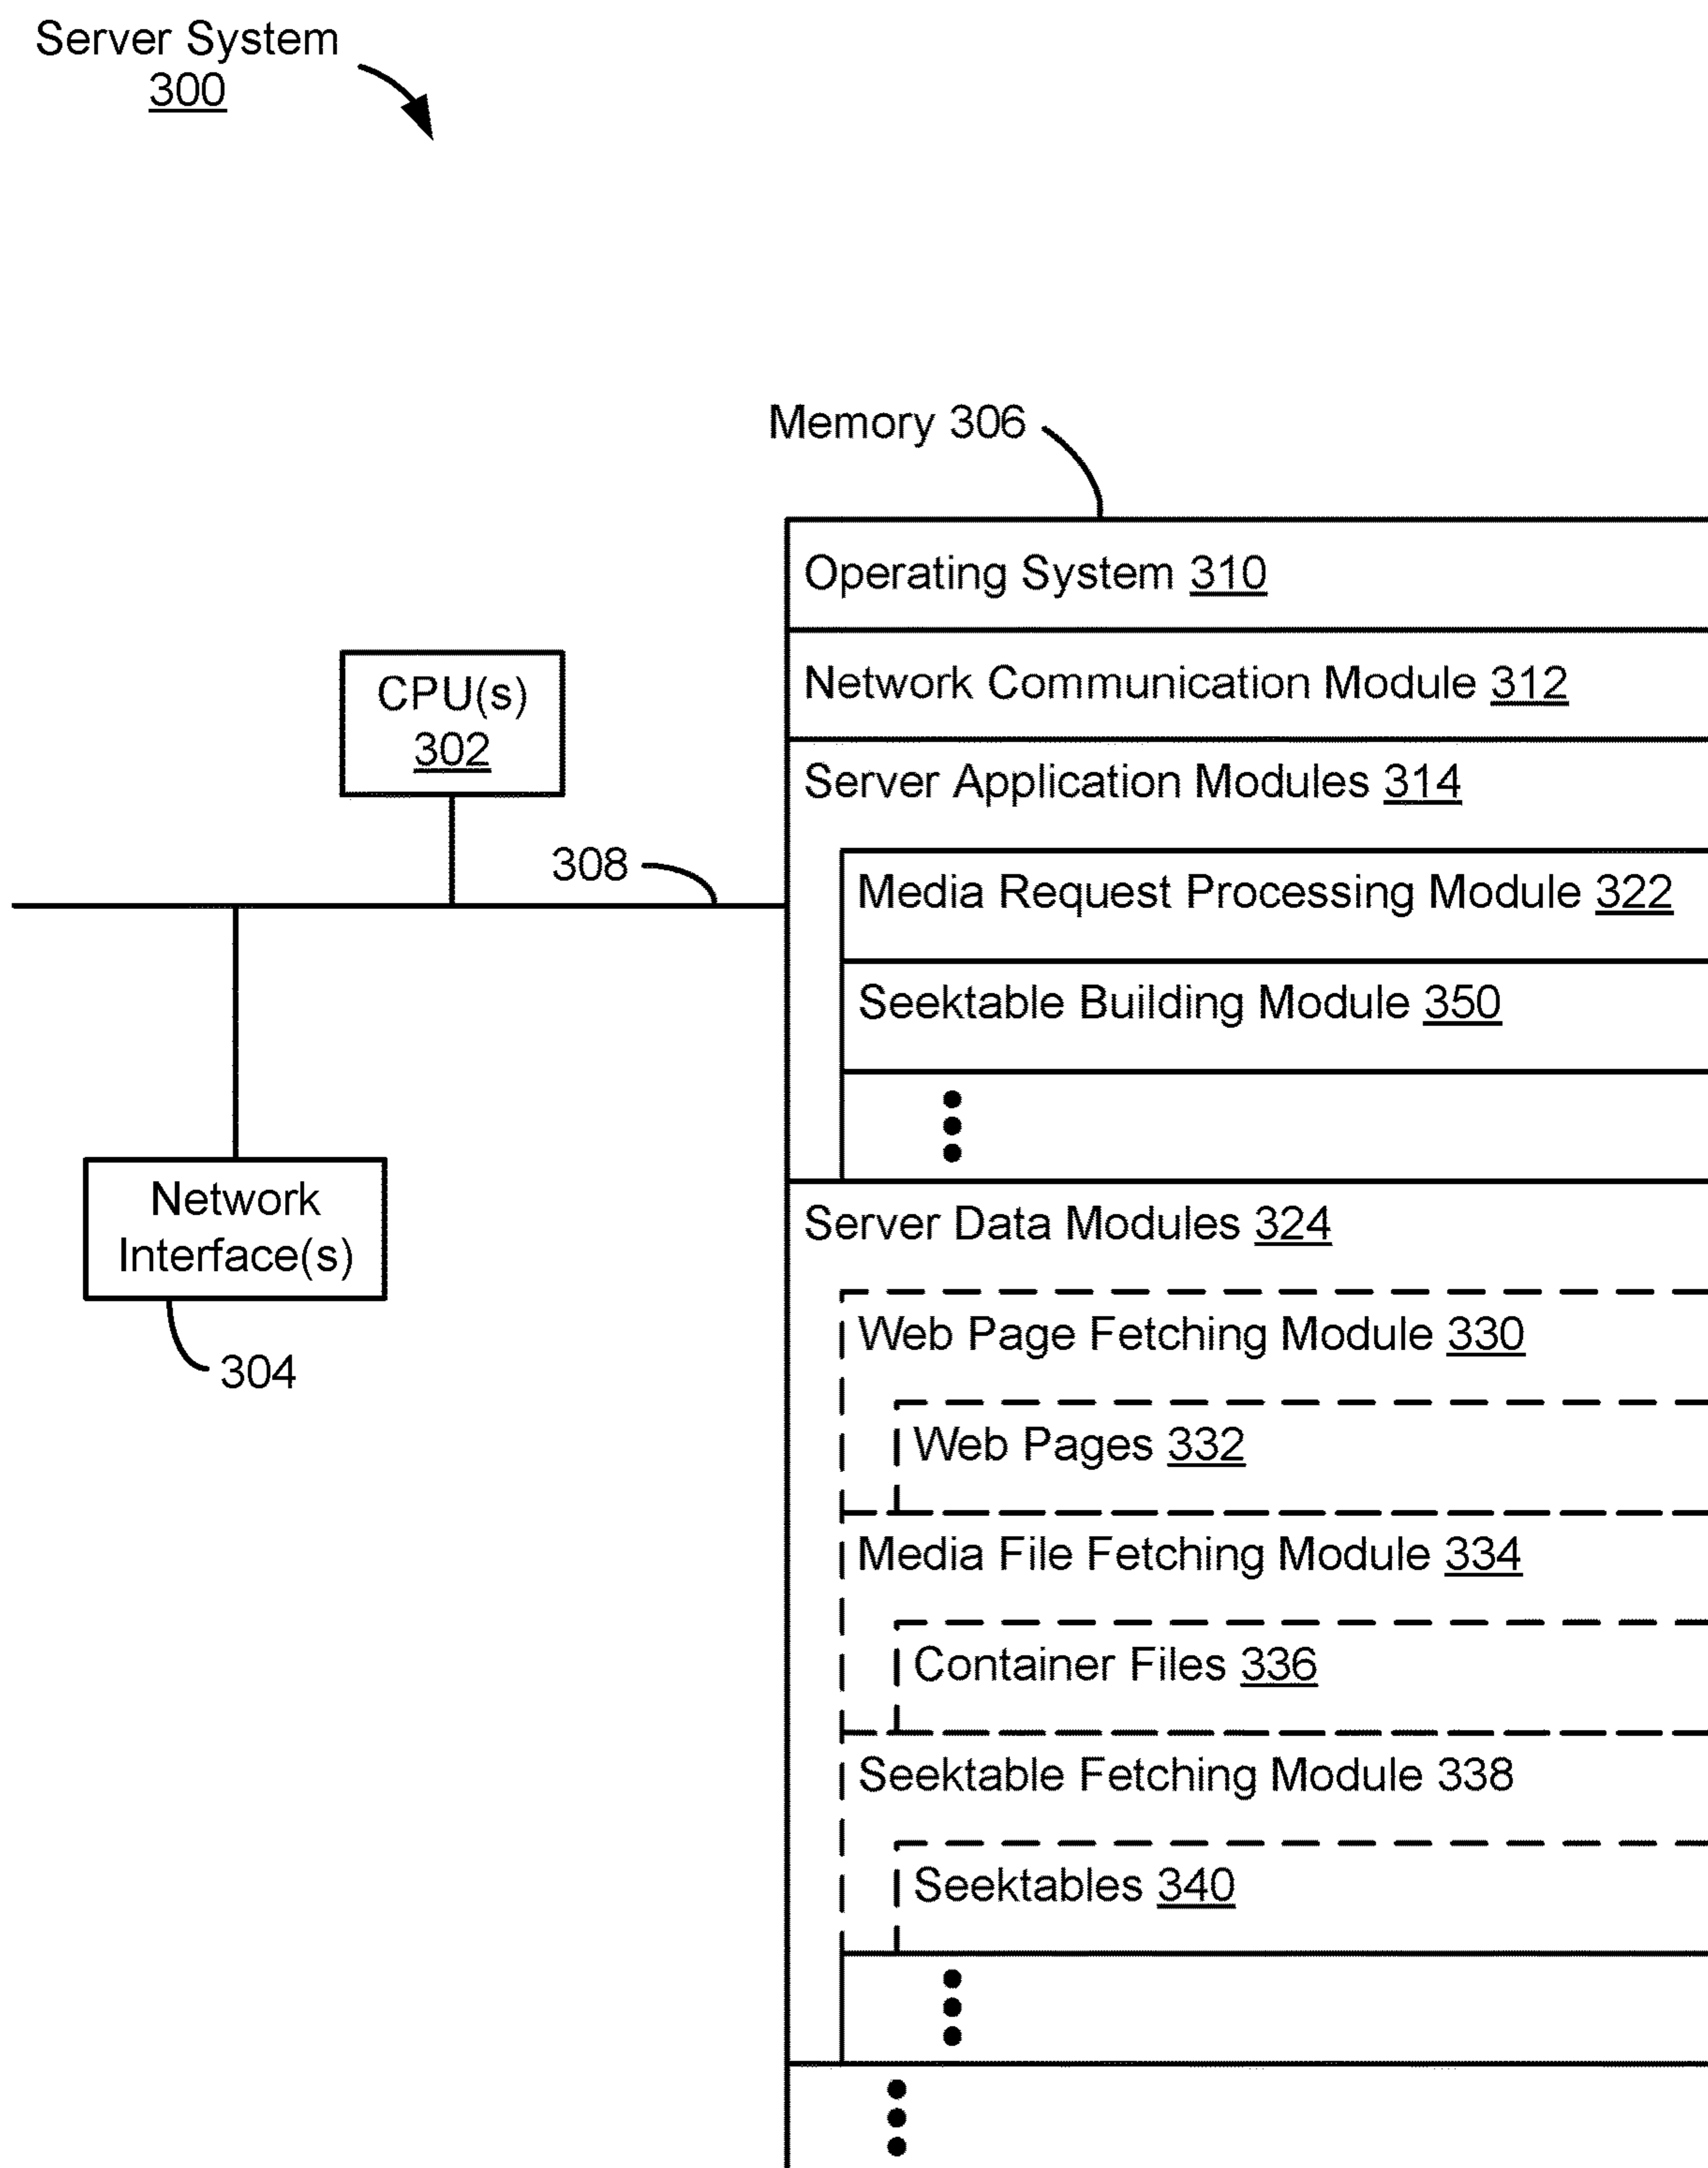 Server System
300
Memory 306
Operating System 310
Network Communication Module 312
CPU(s)
302
Server Application Modules 314
308
Media Request Processing Module 322
Seektable Building Module 350
Network
Interface(s)
304
Server Data Modules 324
Web Page Fetching Module 330
Web Pages 332
Media File Fetching Module 334
Container Files 336
Seektable Fetching Module 338
Seektables 340